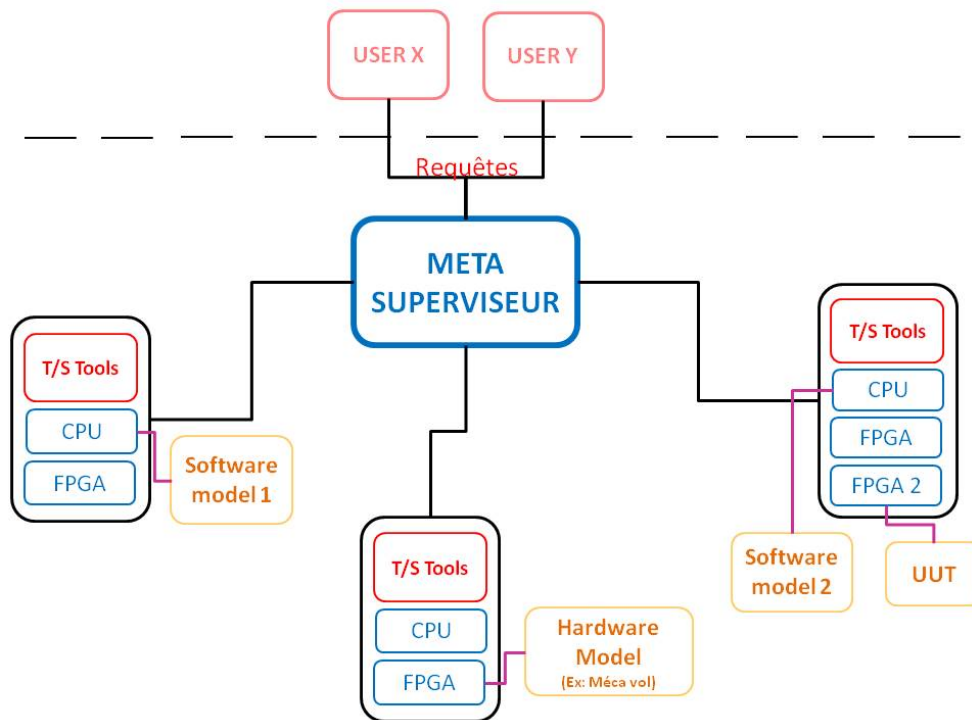 USER X
USER Y
Requêtes
META
SUPERVISEUR
T/S Tools
CPU
FPGA
Software
model 1
T/S Tools
CPU
FPGA
Hardware
Model
(Ex: Méca vol)
T/S Tools
CPU
FPGA
FPGA 2
Software
model 2
UUT